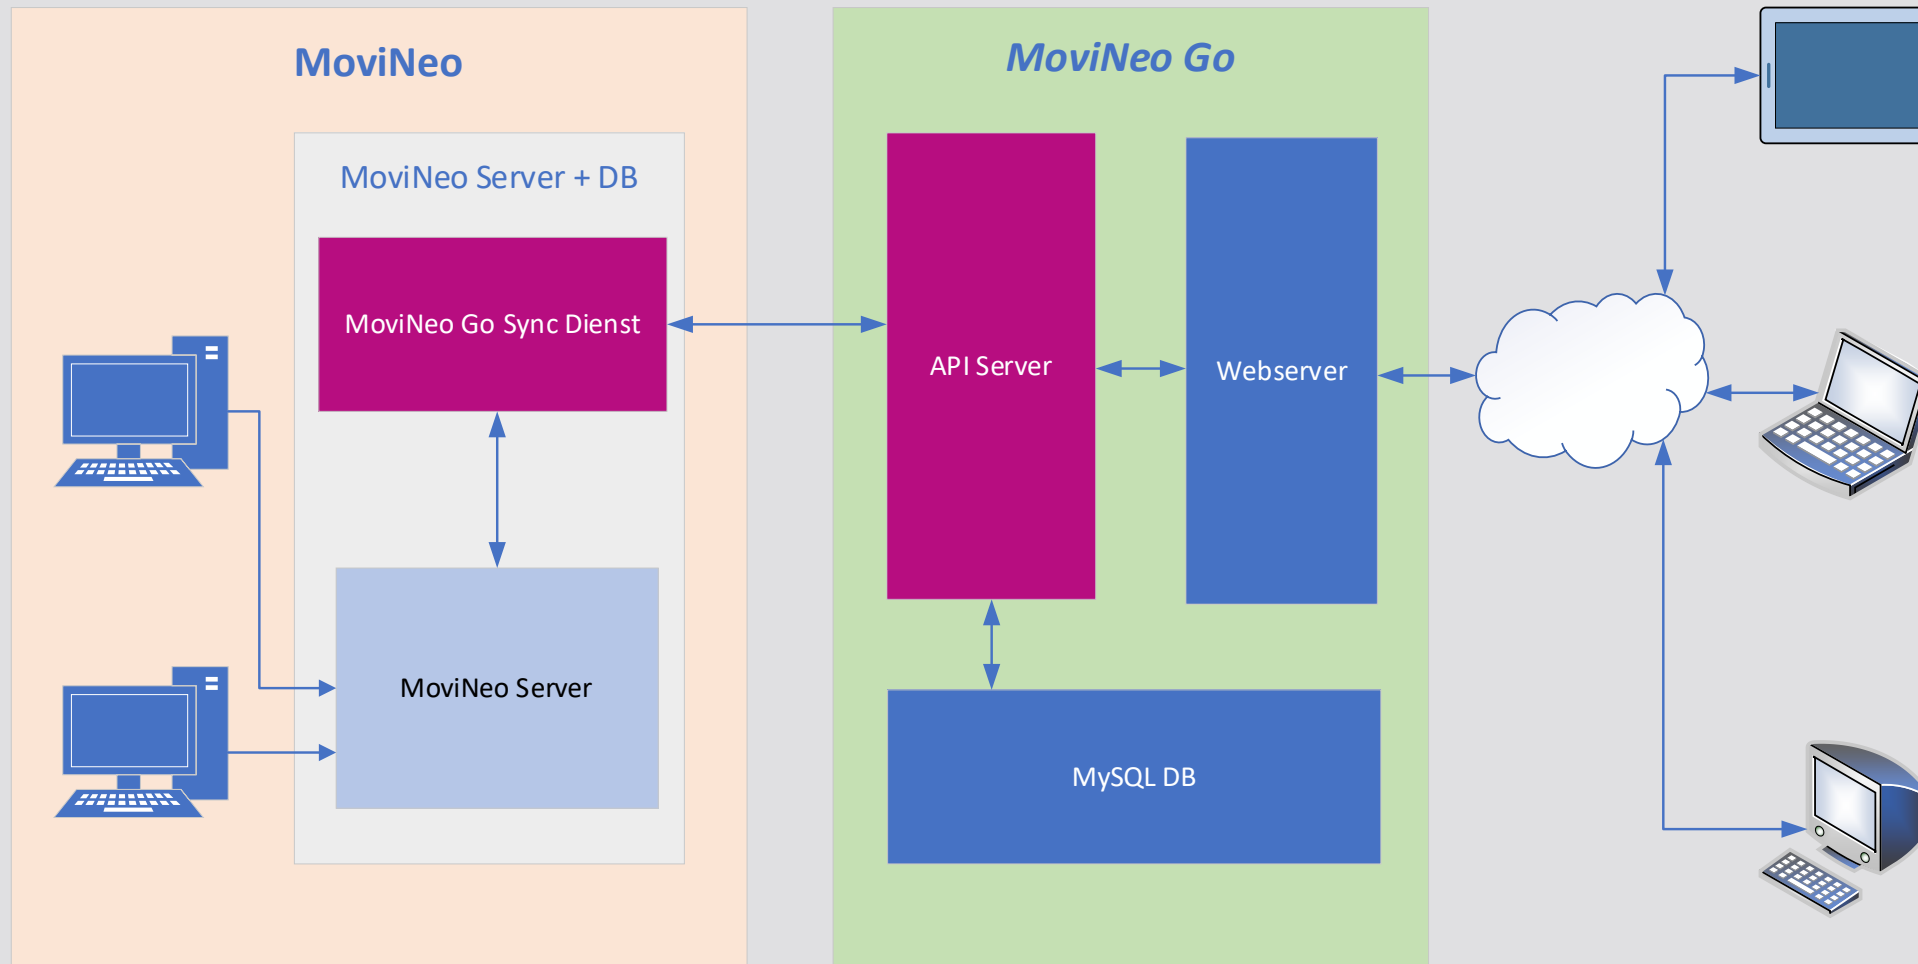 MoviNeo
MoviNeo Server + DB
MoviNeo Go Sync Dienst
MoviNeo Server
MoviNeo Go
API Server
Webserver
MySQL DB